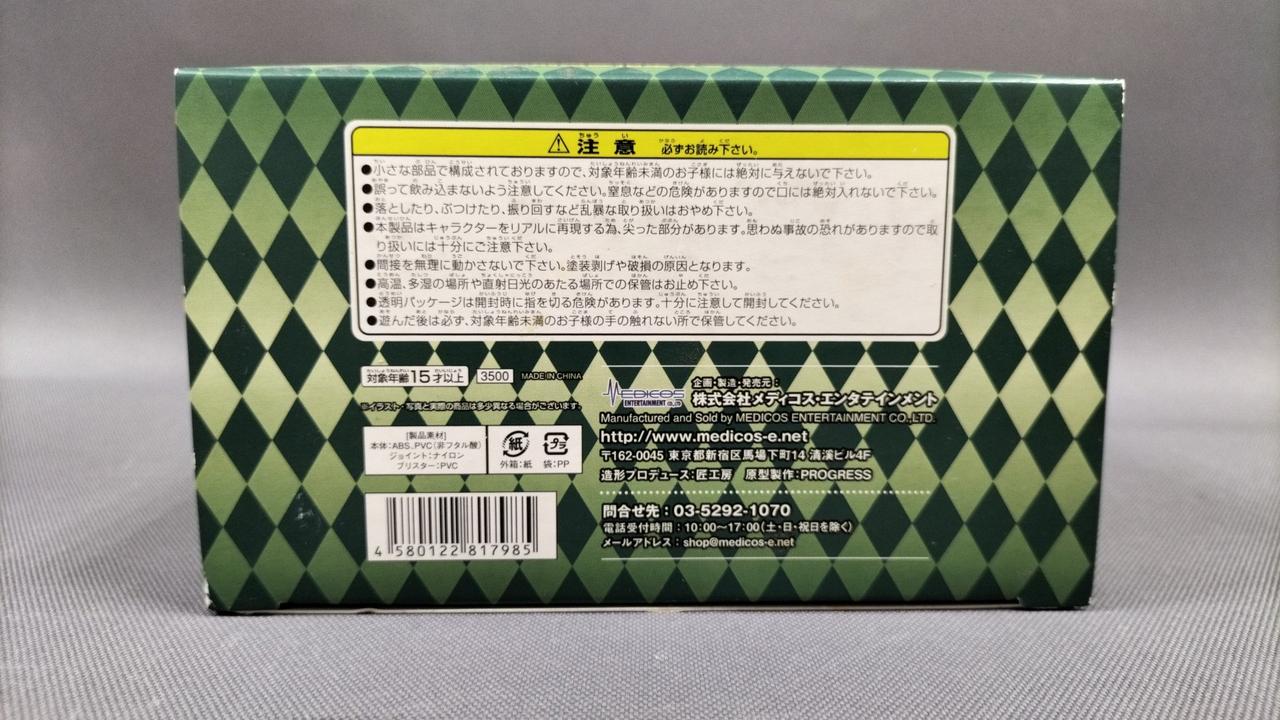 ⚠注意 必ずお読み下さい。
●小さな部品で構成されておりますので、対象年齢未満のお子様には絶対に与えないで下さい。
●誤って飲み込まないよう注意してください。窒息などの危険がありますので口には絶対入れないで下さい。
●落としたり、ぶつけたり、振り回すなど乱暴な取り扱いはおやめ下さい。
●本製品はキャラクターをリアルに再現する為、尖った部分があります。思わぬ事故の恐れがありますので取
り扱いには十分にご注意下さい。
●間接を無理に動かさないで下さい。塗装剥げや破損の原因となります。
●高温、多湿の場所や直射日光のあたる場所での保管はお止め下さい。
●透明パッケージは開封時に指を切る危険があります。十分に注意して開封してください。
●遊んだ後は必ず、対象年齢未満のお子様の手の触れない所で保管してください。
対象年齢15才以上 3500 MADE IN CHINA
※イラスト・写真と実際の商品は多少異なる場合がございます。
[製品素材]
本体:ABS、PVC(非フタル酸)
ジョイント:ナイロン
ブリスター:PVC
紙 プラ
外箱:紙 袋:PP
4 580122 817985
MEDICOS
ENTERTAINMENT CO.,LTD
企画・製造・発売元:
株式会社メディコス・エンタテインメント
Manufactured and Sold by MEDICOS ENTERTAINMENT CO.,LTD.
http://www.medicos-e.net
〒162-0045 東京都新宿区馬場下町14 清溪ビル4F
造形プロデュース:匠工房 原型製作:PROGRESS
問合せ先:03-5292-1070
電話受付時間:10:00〜17:00(土・日・祝日を除く)
メールアドレス:shop@medicos-e.net